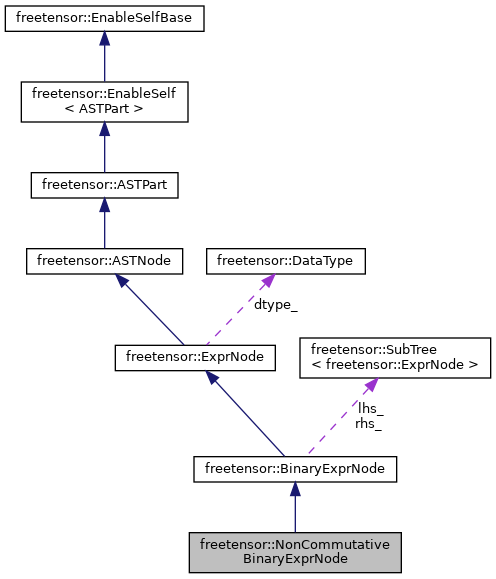 freetensor::EnableSelfBase
freetensor::EnableSelf
< ASTPart >
freetensor::ASTPart
freetensor::ASTNode
freetensor::DataType
dtype_
freetensor::ExprNode
freetensor::SubTree
< freetensor::ExprNode >
lhs_
rhs_
freetensor::BinaryExprNode
freetensor::NonCommutative
BinaryExprNode